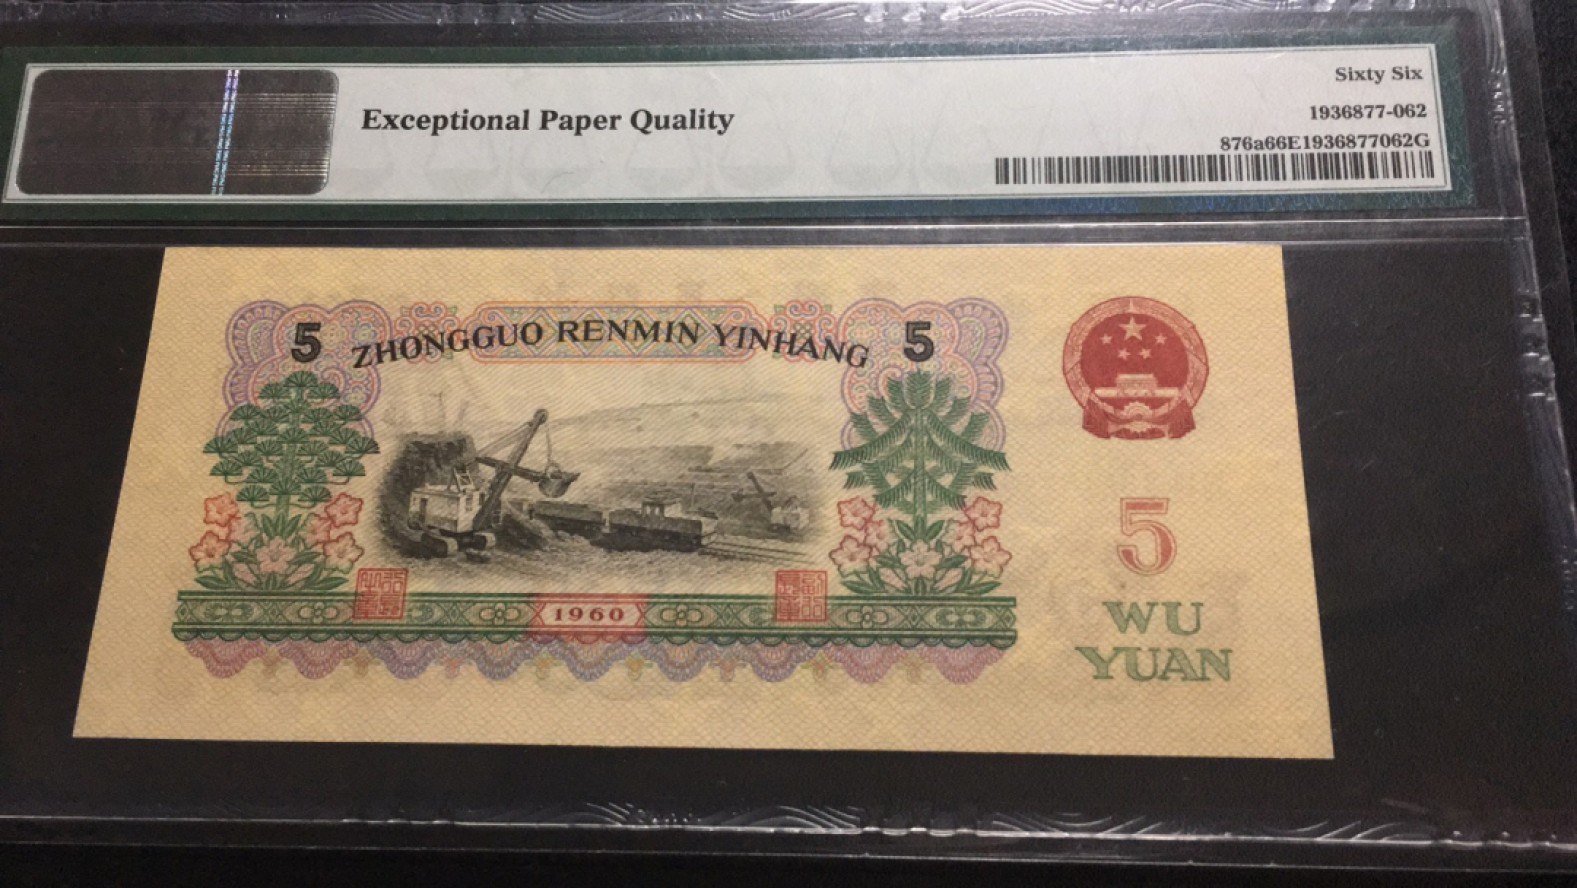 Sixty Six
Exceptional Paper Quality
1936877-062
876a66E1936877062G
5 ZHONGGUO RENMIN YINHANG 5
5
WU
YUAN
1960